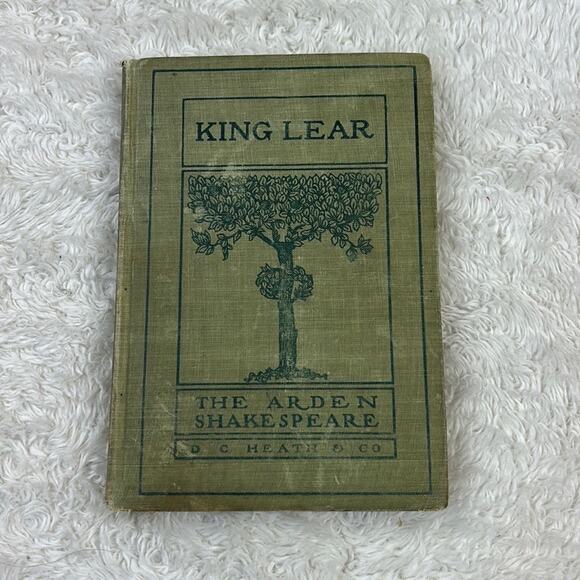 KING LEAR
THE ARDEN
SHAKESPEARE
D C HEATH & CO